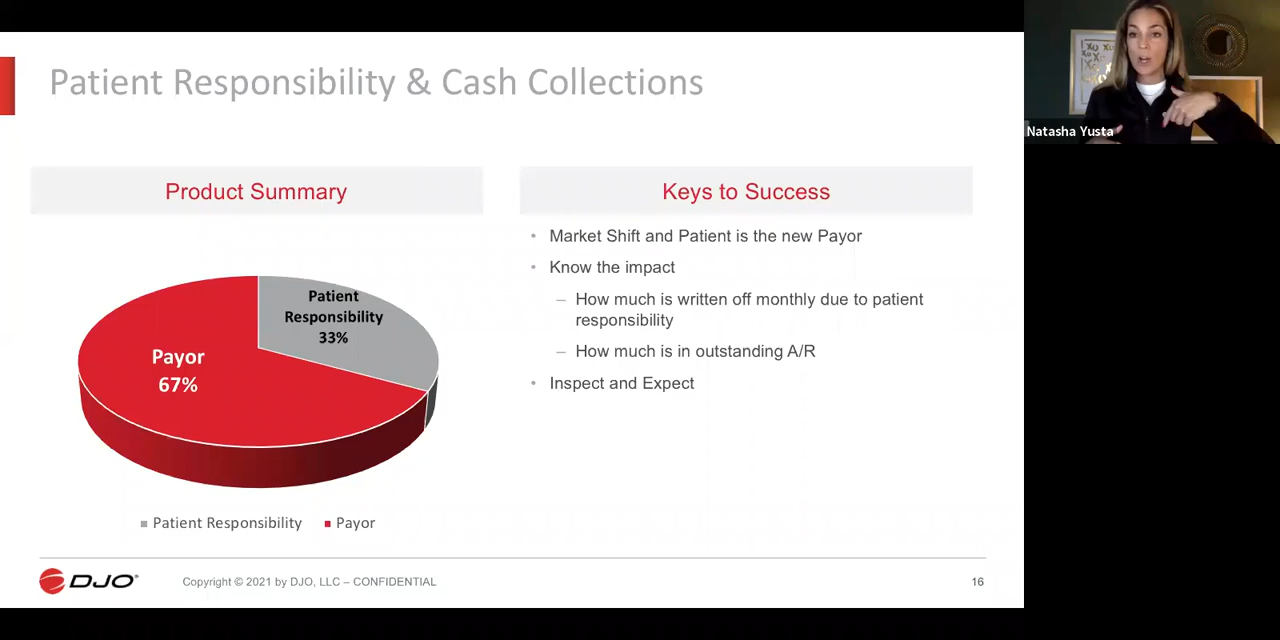 Patient Responsibility & Cash Collections
Natasha Yusta
Product Summary
Keys to Success
Patient
Responsibility
33%
Payor
67%
Patient Responsibility
Payor
• Market Shift and Patient is the new Payor
• Know the impact
– How much is written off monthly due to patient
responsibility
– How much is in outstanding A/R
• Inspect and Expect
DJO®
Copyright © 2021 by DJO, LLC – CONFIDENTIAL
16